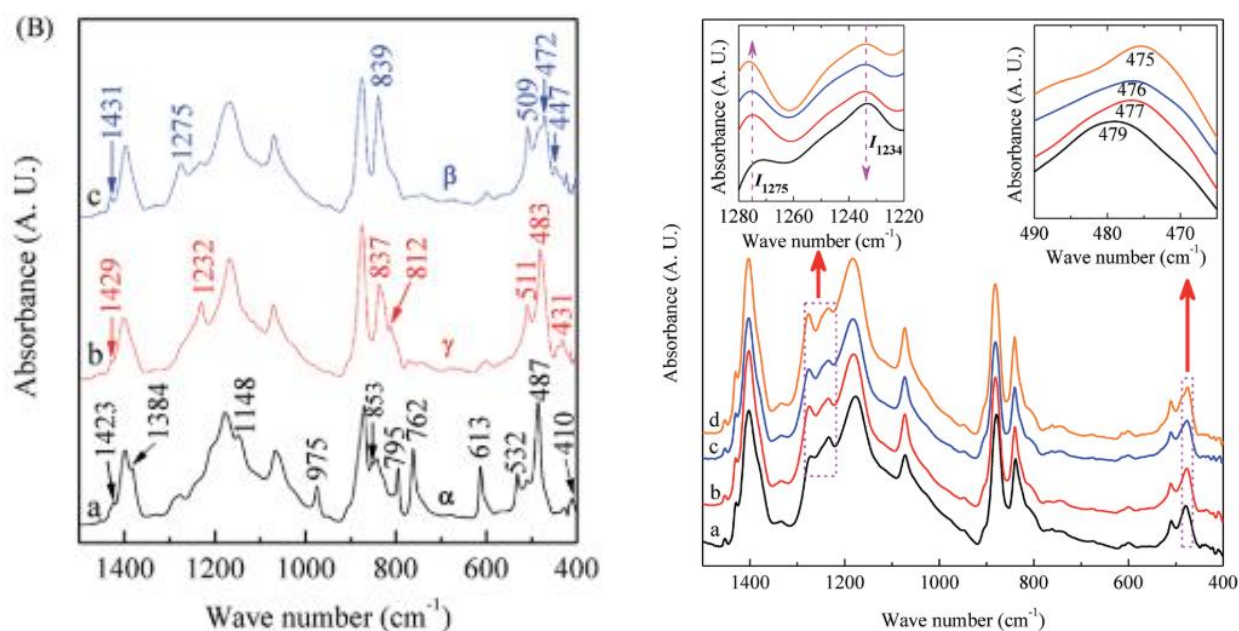 (B)
Absorbance (A. U.)
c
1431
1275
839
509
472
447
β
b
1429
1232
837
812
511
483
431
γ
a
1423
1384
1148
975
853
795
762
613
532
487
410
α
1400 1200 1000 800 600 400
Wave number (cm⁻¹)
Absorbance (A. U.)
I₁₂₇₅
I₁₂₃₄
1280 1260 1240 1220
Wave number (cm⁻¹)
Absorbance (A. U.)
475
476
477
479
490 480 470
Wave number (cm⁻¹)
Absorbance (A. U.)
d
c
b
a
1400 1200 1000 800 600 400
Wave number (cm⁻¹)